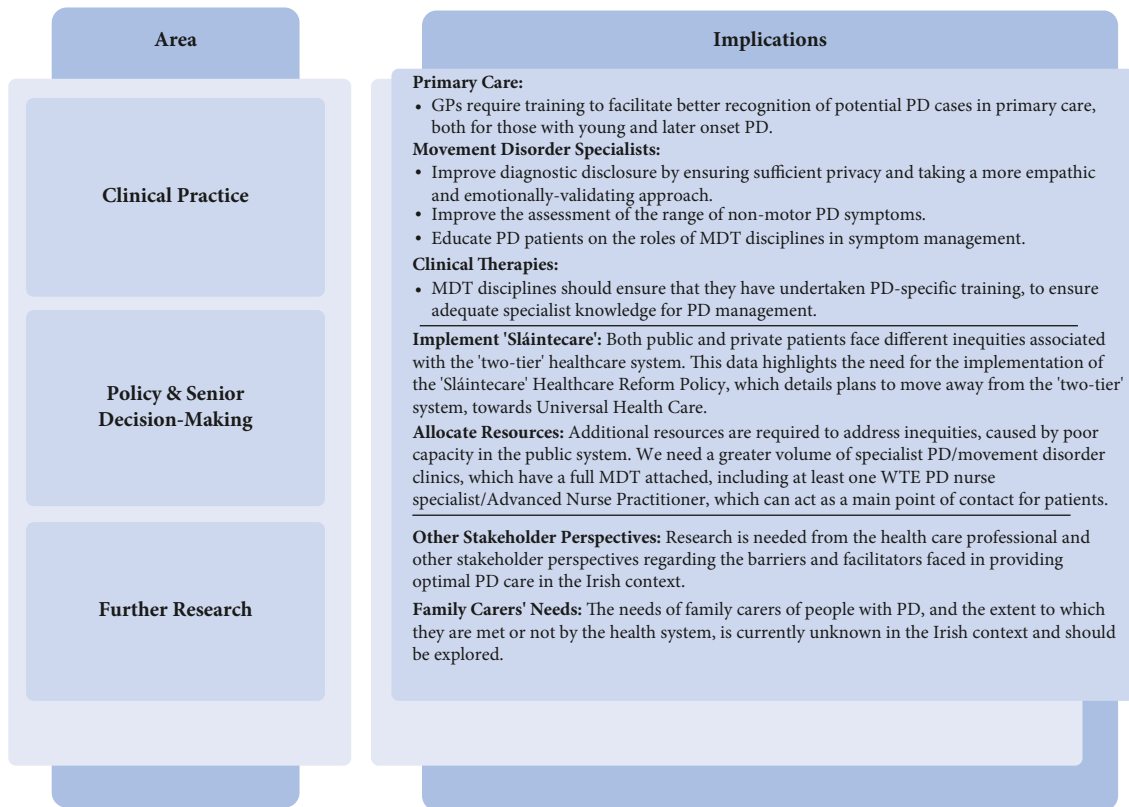 Area
Implications
Clinical Practice
Primary Care:
• GPs require training to facilitate better recognition of potential PD cases in primary care,
both for those with young and later onset PD.
Movement Disorder Specialists:
• Improve diagnostic disclosure by ensuring sufficient privacy and taking a more empathic
and emotionally-validating approach.
• Improve the assessment of the range of non-motor PD symptoms.
• Educate PD patients on the roles of MDT disciplines in symptom management.
Clinical Therapies:
• MDT disciplines should ensure that they have undertaken PD-specific training, to ensure
adequate specialist knowledge for PD management.
Policy & Senior
Decision-Making
Implement 'Sláintecare': Both public and private patients face different inequities associated
with the 'two-tier' healthcare system. This data highlights the need for the implementation of
the 'Sláintecare' Healthcare Reform Policy, which details plans to move away from the 'two-tier'
system, towards Universal Health Care.
Allocate Resources: Additional resources are required to address inequities, caused by poor
capacity in the public system. We need a greater volume of specialist PD/movement disorder
clinics, which have a full MDT attached, including at least one WTE PD nurse
specialist/Advanced Nurse Practitioner, which can act as a main point of contact for patients.
Further Research
Other Stakeholder Perspectives: Research is needed from the health care professional and
other stakeholder perspectives regarding the barriers and facilitators faced in providing
optimal PD care in the Irish context.
Family Carers' Needs: The needs of family carers of people with PD, and the extent to which
they are met or not by the health system, is currently unknown in the Irish context and should
be explored.